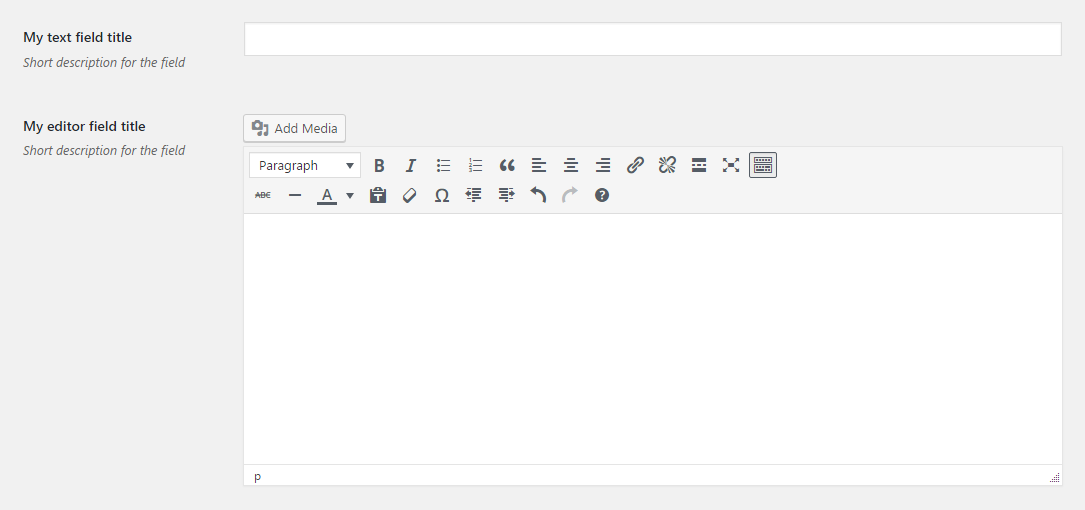 My text field title
Short description for the field
My editor field title
Short description for the field
Add Media
Paragraph
B I
ABC A Ω ?
p